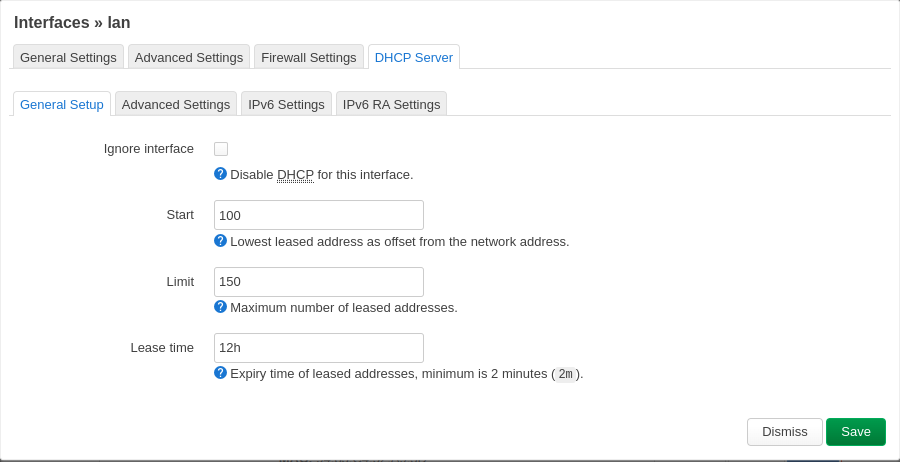 Interfaces » lan
General Settings Advanced Settings Firewall Settings DHCP Server
General Setup Advanced Settings IPv6 Settings IPv6 RA Settings
Ignore interface
Disable DHCP for this interface.
Start 100
Lowest leased address as offset from the network address.
Limit 150
Maximum number of leased addresses.
Lease time 12h
Expiry time of leased addresses, minimum is 2 minutes ( 2m ).
Dismiss Save